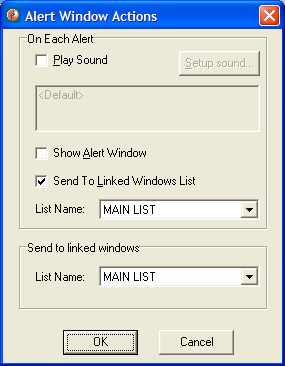 Alert Window Actions
On Each Alert
Play Sound
Setup sound...
<Default>
Show Alert Window
Send To Linked Windows List
List Name: MAIN LIST
Send to linked windows
List Name: MAIN LIST
OK Cancel